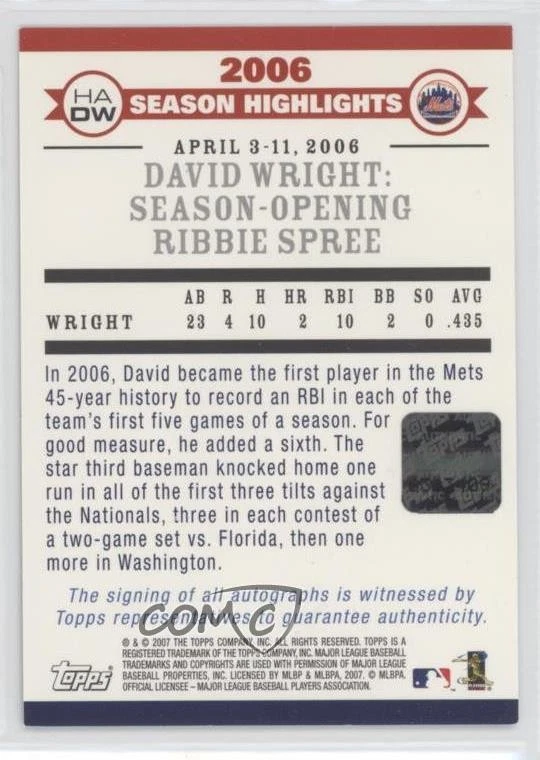 2006
HA
DW
SEASON HIGHLIGHTS
Mets
APRIL 3-11, 2006
DAVID WRIGHT:
SEASON-OPENING
RIBBIE SPREE
AB R H HR RBI BB SO AVG
WRIGHT 23 4 10 2 10 2 0 .435
In 2006, David became the first player in the Mets
45-year history to record an RBI in each of the
team's first five games of a season. For
good measure, he added a sixth. The
star third baseman knocked home one
run in all of the first three tilts against
the Nationals, three in each contest of
a two-game set vs. Florida, then one
more in Washington.
The signing of all autographs is witnessed by
Topps representatives to guarantee authenticity.
COMC
® & © 2007 THE TOPPS COMPANY, INC. ALL RIGHTS RESERVED. TOPPS IS A
REGISTERED TRADEMARK OF THE TOPPS COMPANY, INC. MAJOR LEAGUE BASEBALL
TRADEMARKS AND COPYRIGHTS ARE USED WITH PERMISSION OF MAJOR LEAGUE
BASEBALL PROPERTIES, INC. LICENSED BY MLBP & MLBPA, 2007. © MLBPA.
OFFICIAL LICENSEE – MAJOR LEAGUE BASEBALL PLAYERS ASSOCIATION.
topps